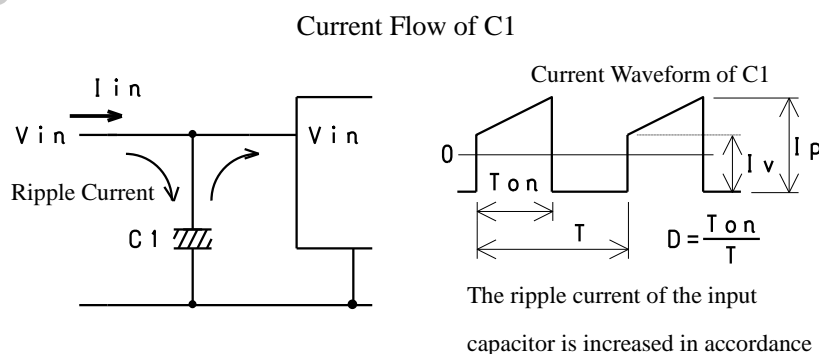 Current Flow of C1
Iin
Vin
Vin
Ripple Current
C1
Current Waveform of C1
0
Ton
T
Iv
Ip
D=Ton/T
The ripple current of the input
capacitor is increased in accordance